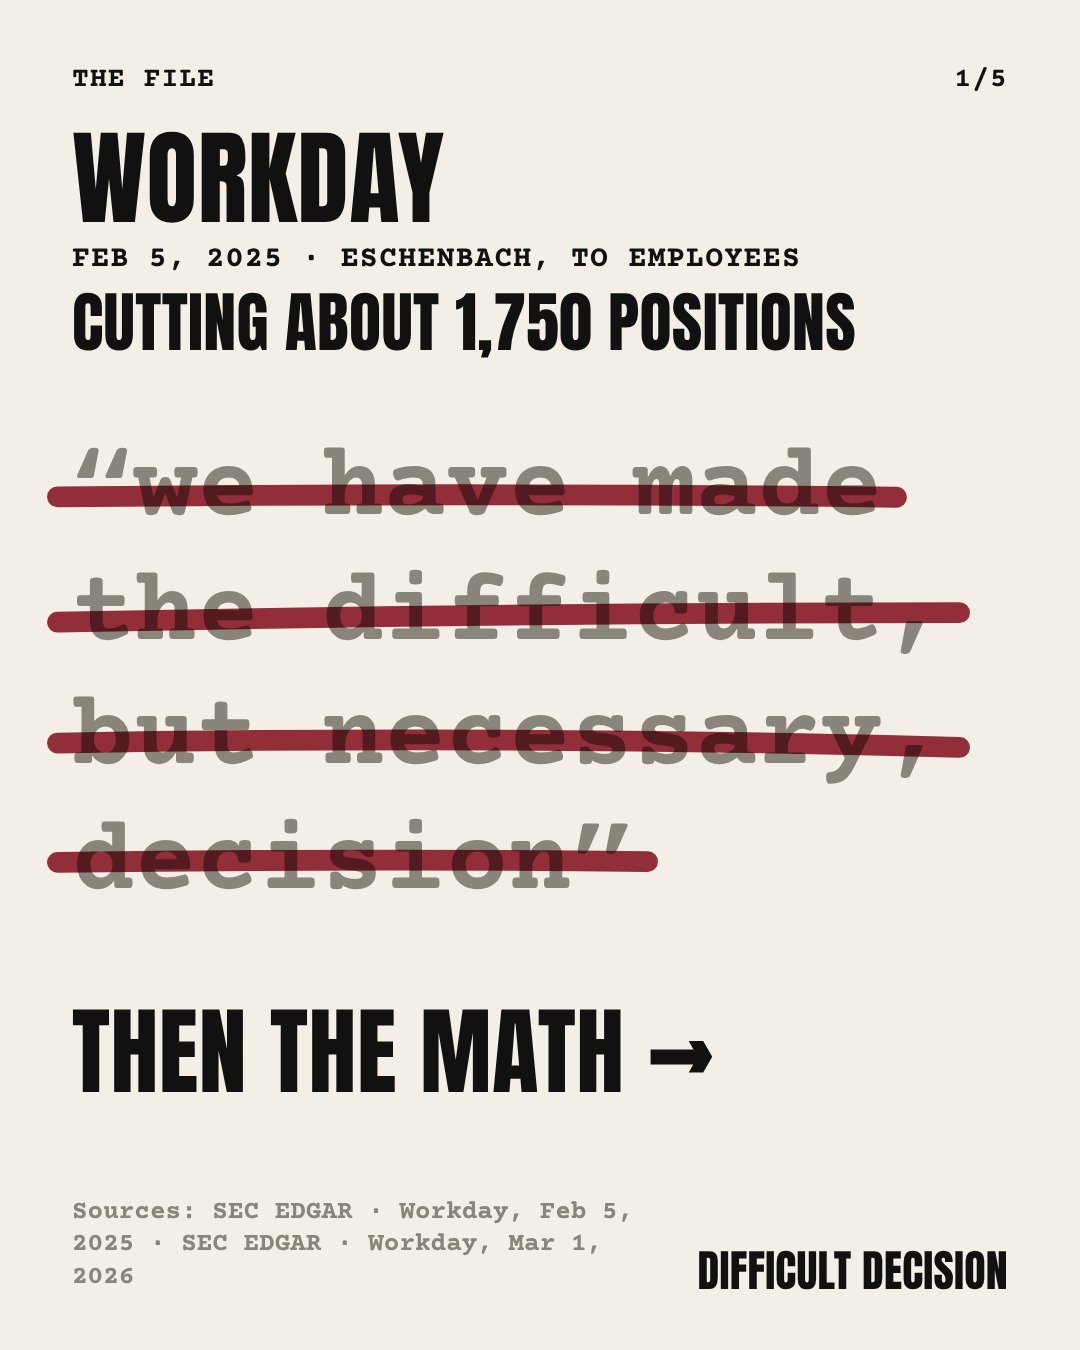 THE FILE
1/5
WORKDAY
FEB 5, 2025 · ESCHENBACH, TO EMPLOYEES
CUTTING ABOUT 1,750 POSITIONS
“we have made
the difficult,
but necessary,
decision”
THEN THE MATH →
Sources: SEC EDGAR · Workday, Feb 5,
2025 · SEC EDGAR · Workday, Mar 1,
2026
DIFFICULT DECISION